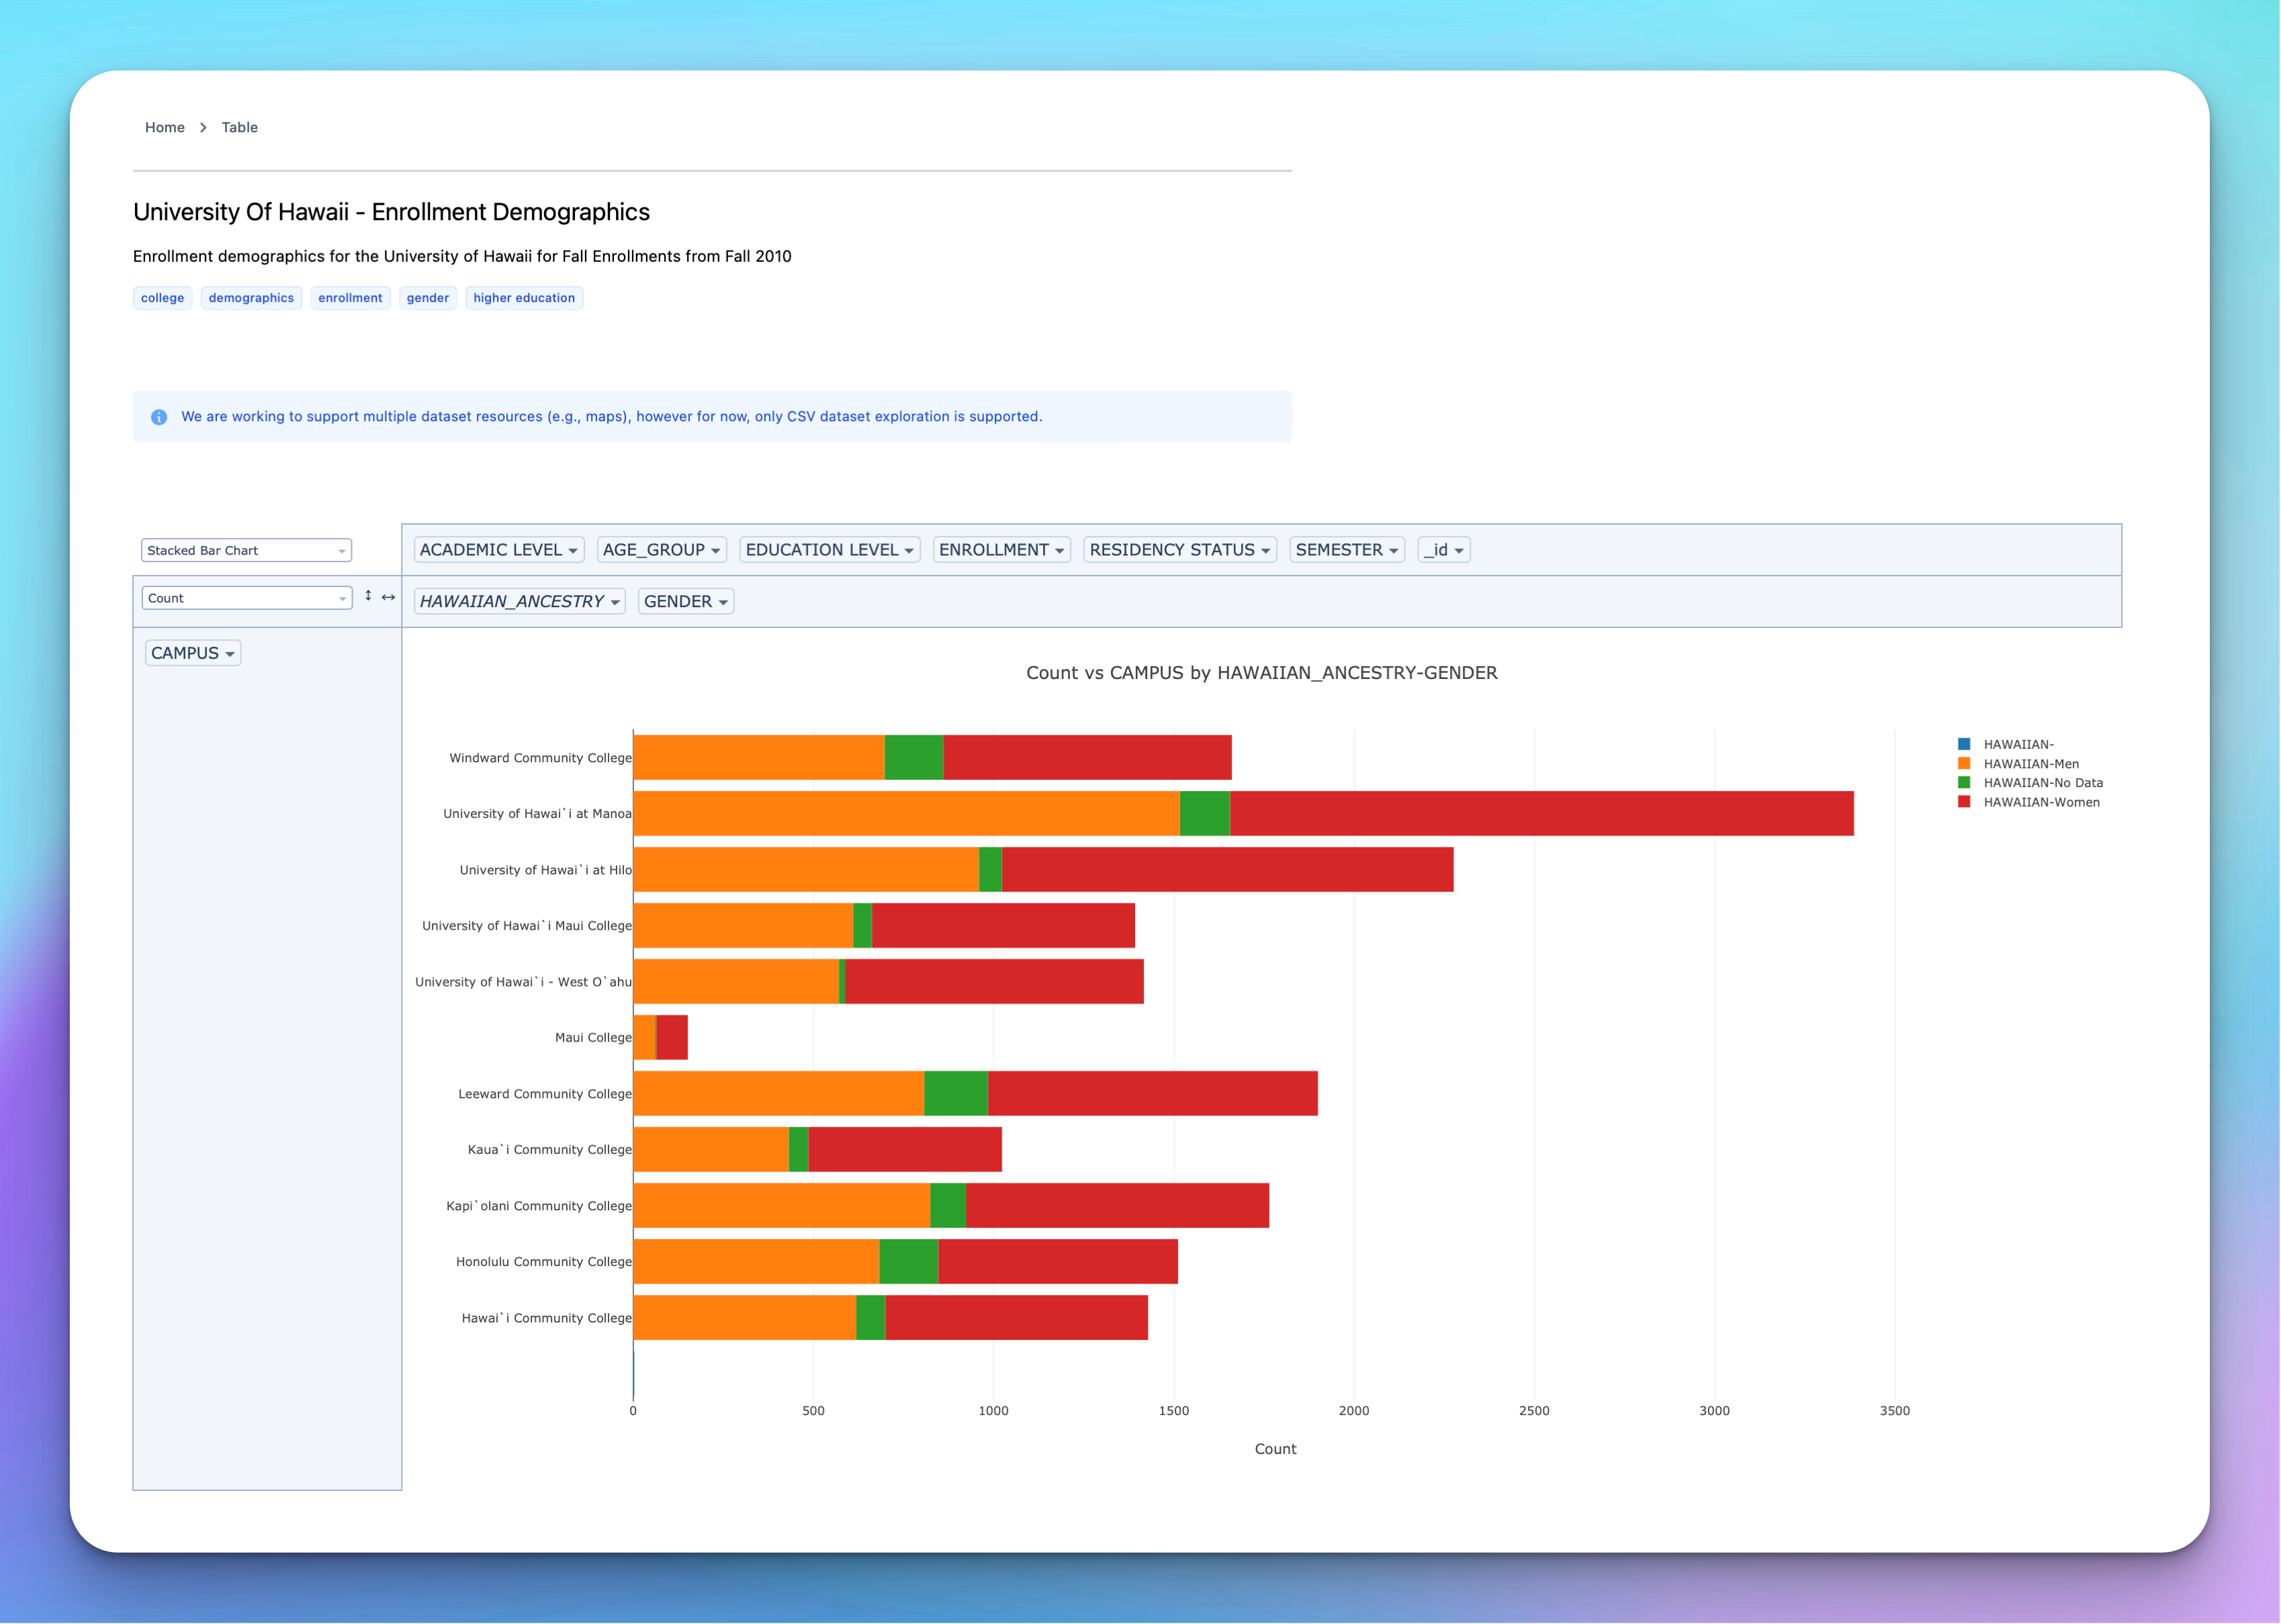 Home > Table
University Of Hawaii - Enrollment Demographics
Enrollment demographics for the University of Hawaii for Fall Enrollments from Fall 2010
college demographics enrollment gender higher education
We are working to support multiple dataset resources (e.g., maps), however for now, only CSV dataset exploration is supported.
Stacked Bar Chart
ACADEMIC LEVEL AGE_GROUP EDUCATION LEVEL ENROLLMENT RESIDENCY STATUS SEMESTER _id
Count
HAWAIIAN_ANCESTRY GENDER
CAMPUS
Count vs CAMPUS by HAWAIIAN_ANCESTRY-GENDER
Windward Community College
University of Hawai`i at Manoa
University of Hawai`i at Hilo
University of Hawai`i Maui College
University of Hawai`i - West O`ahu
Maui College
Leeward Community College
Kaua`i Community College
Kapi`olani Community College
Honolulu Community College
Hawai`i Community College
0 500 1000 1500 2000 2500 3000 3500
Count
HAWAIIAN-
HAWAIIAN-Men
HAWAIIAN-No Data
HAWAIIAN-Women